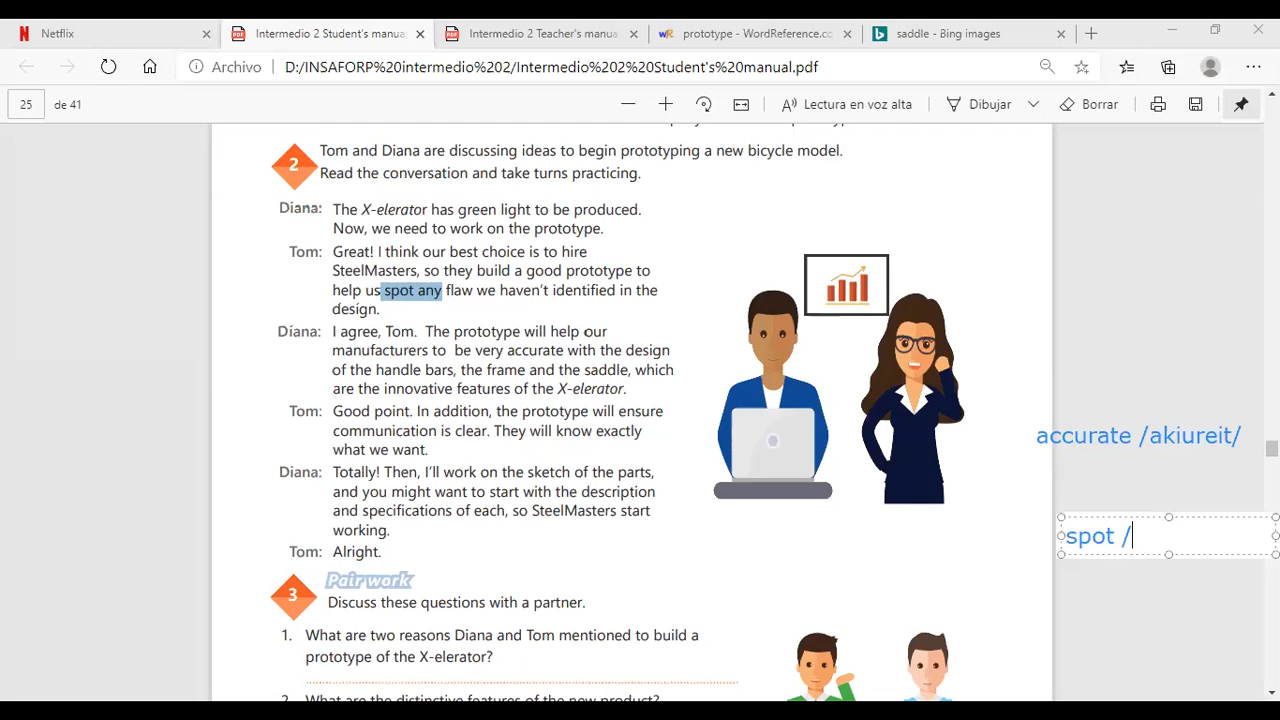 Netflix
Intermedio 2 Student's manua
Intermedio 2 Teacher's manua
prototype - WordReference.cc
saddle - Bing images
Archivo
D:/INSAFORP%20intermedio%202/Intermedio%202%20Student's%20manual.pdf
25
de 41
Lectura en voz alta
Dibujar
Borrar
2
Tom and Diana are discussing ideas to begin prototyping a new bicycle model.
Read the conversation and take turns practicing.
Diana: The X-elerator has green light to be produced.
Now, we need to work on the prototype.
Tom: Great! I think our best choice is to hire
SteelMasters, so they build a good prototype to
help us spot any flaw we haven't identified in the
design.
Diana: I agree, Tom. The prototype will help our
manufacturers to be very accurate with the design
of the handle bars, the frame and the saddle, which
are the innovative features of the X-elerator.
Tom: Good point. In addition, the prototype will ensure
communication is clear. They will know exactly
what we want.
Diana: Totally! Then, I'll work on the sketch of the parts,
and you might want to start with the description
and specifications of each, so SteelMasters start
working.
Tom: Alright.
accurate /akiureit/
spot /
Pair work
3
Discuss these questions with a partner.
1. What are two reasons Diana and Tom mentioned to build a
prototype of the X-elerator?
2. What are the distinctive features of the new product?